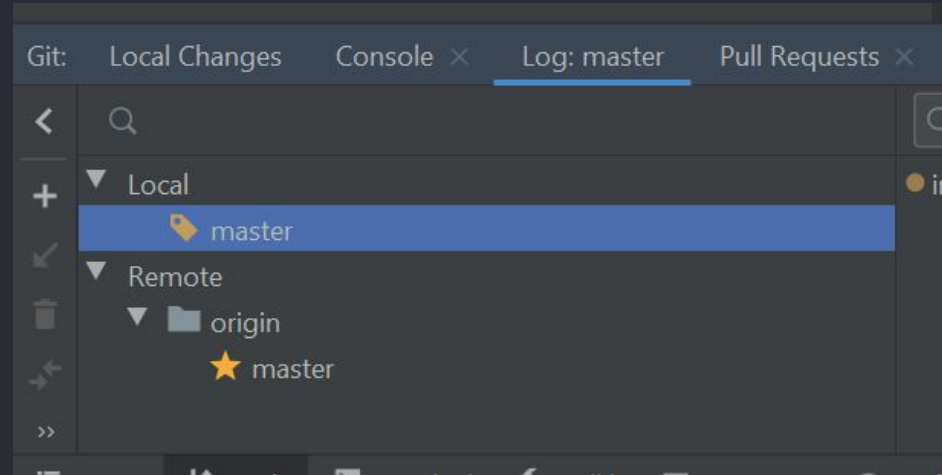 Git: Local Changes Console Log: master Pull Requests
Local
master
Remote
origin
master